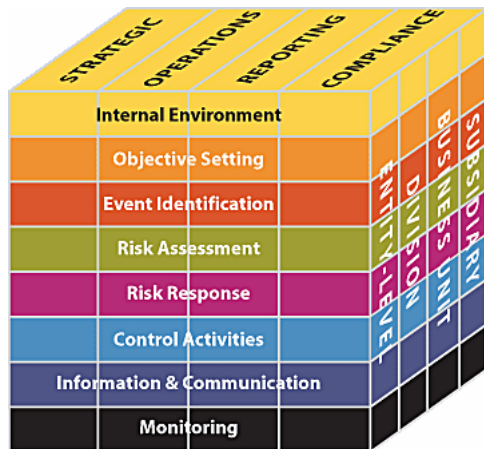 STRATEGIC
OPERATIONS
REPORTING
COMPLIANCE
Internal Environment
Objective Setting
Event Identification
Risk Assessment
Risk Response
Control Activities
Information & Communication
Monitoring
ENTITY-LEVEL
DIVISION
BUSINESS UNIT
SUBSIDIARY